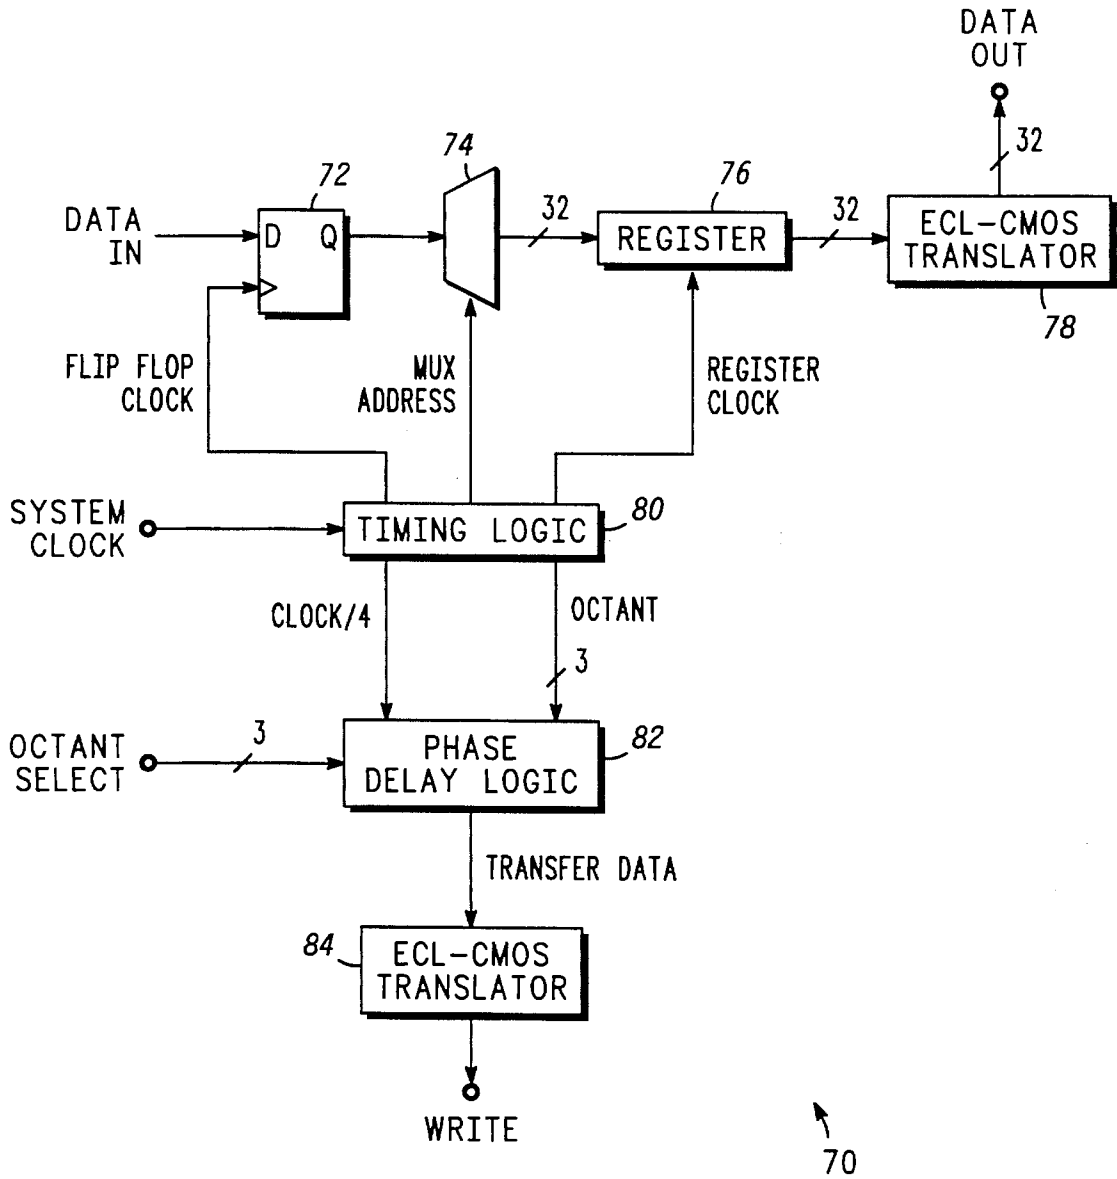 DATA
OUT
32
74
72
76
DATA
IN
D Q
32
REGISTER
32
ECL-CMOS
TRANSLATOR
78
FLIP FLOP
CLOCK
MUX
ADDRESS
REGISTER
CLOCK
SYSTEM
CLOCK
TIMING LOGIC
80
CLOCK/4
OCTANT
3
OCTANT
SELECT
3
PHASE
DELAY LOGIC
82
TRANSFER DATA
84
ECL-CMOS
TRANSLATOR
WRITE
70